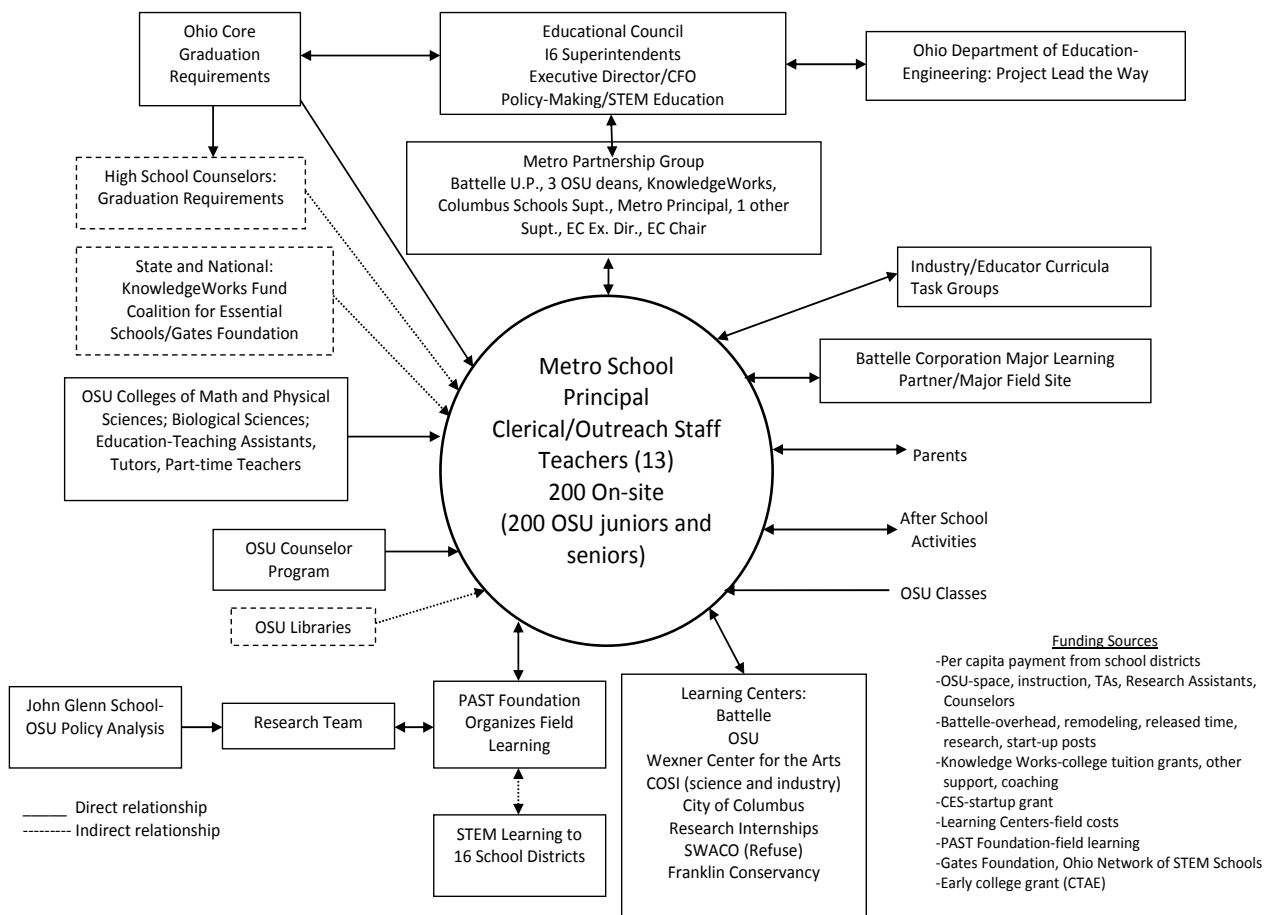 Ohio Core
Graduation
Requirements
Educational Council
I6 Superintendents
Executive Director/CFO
Policy-Making/STEM Education
Ohio Department of Education-
Engineering: Project Lead the Way
High School Counselors:
Graduation Requirements
Metro Partnership Group
Battelle U.P., 3 OSU deans, KnowledgeWorks,
Columbus Schools Supt., Metro Principal, 1 other
Supt., EC Ex. Dir., EC Chair
State and National:
KnowledgeWorks Fund
Coalition for Essential
Schools/Gates Foundation
Industry/Educator Curricula
Task Groups
Battelle Corporation Major Learning
Partner/Major Field Site
OSU Colleges of Math and Physical
Sciences; Biological Sciences;
Education-Teaching Assistants,
Tutors, Part-time Teachers
Metro School
Principal
Clerical/Outreach Staff
Teachers (13)
200 On-site
(200 OSU juniors and
seniors)
Parents
After School
Activities
OSU Classes
OSU Counselor
Program
OSU Libraries
John Glenn School-
OSU Policy Analysis
Research Team
PAST Foundation
Organizes Field
Learning
STEM Learning to
16 School Districts
Learning Centers:
Battelle
OSU
Wexner Center for the Arts
COSI (science and industry)
City of Columbus
Research Internships
SWACO (Refuse)
Franklin Conservancy
Funding Sources
-Per capita payment from school districts
-OSU-space, instruction, TAs, Research Assistants,
Counselors
-Battelle-overhead, remodeling, released time,
research, start-up posts
-Knowledge Works-college tuition grants, other
support, coaching
-CES-startup grant
-Learning Centers-field costs
-PAST Foundation-field learning
-Gates Foundation, Ohio Network of STEM Schools
-Early college grant (CTAE)
______ Direct relationship
--------- Indirect relationship